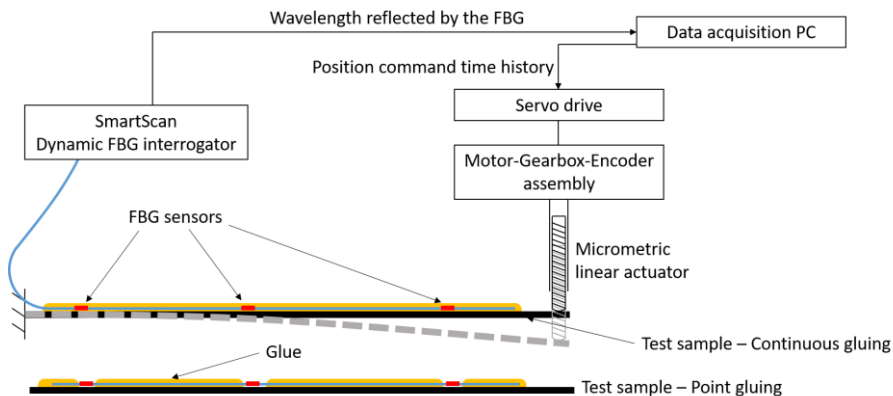 Wavelength reflected by the FBG
Data acquisition PC
Position command time history
Servo drive
SmartScan
Dynamic FBG interrogator
Motor-Gearbox-Encoder
assembly
FBG sensors
Micrometric
linear actuator
Test sample – Continuous gluing
Glue
Test sample – Point gluing